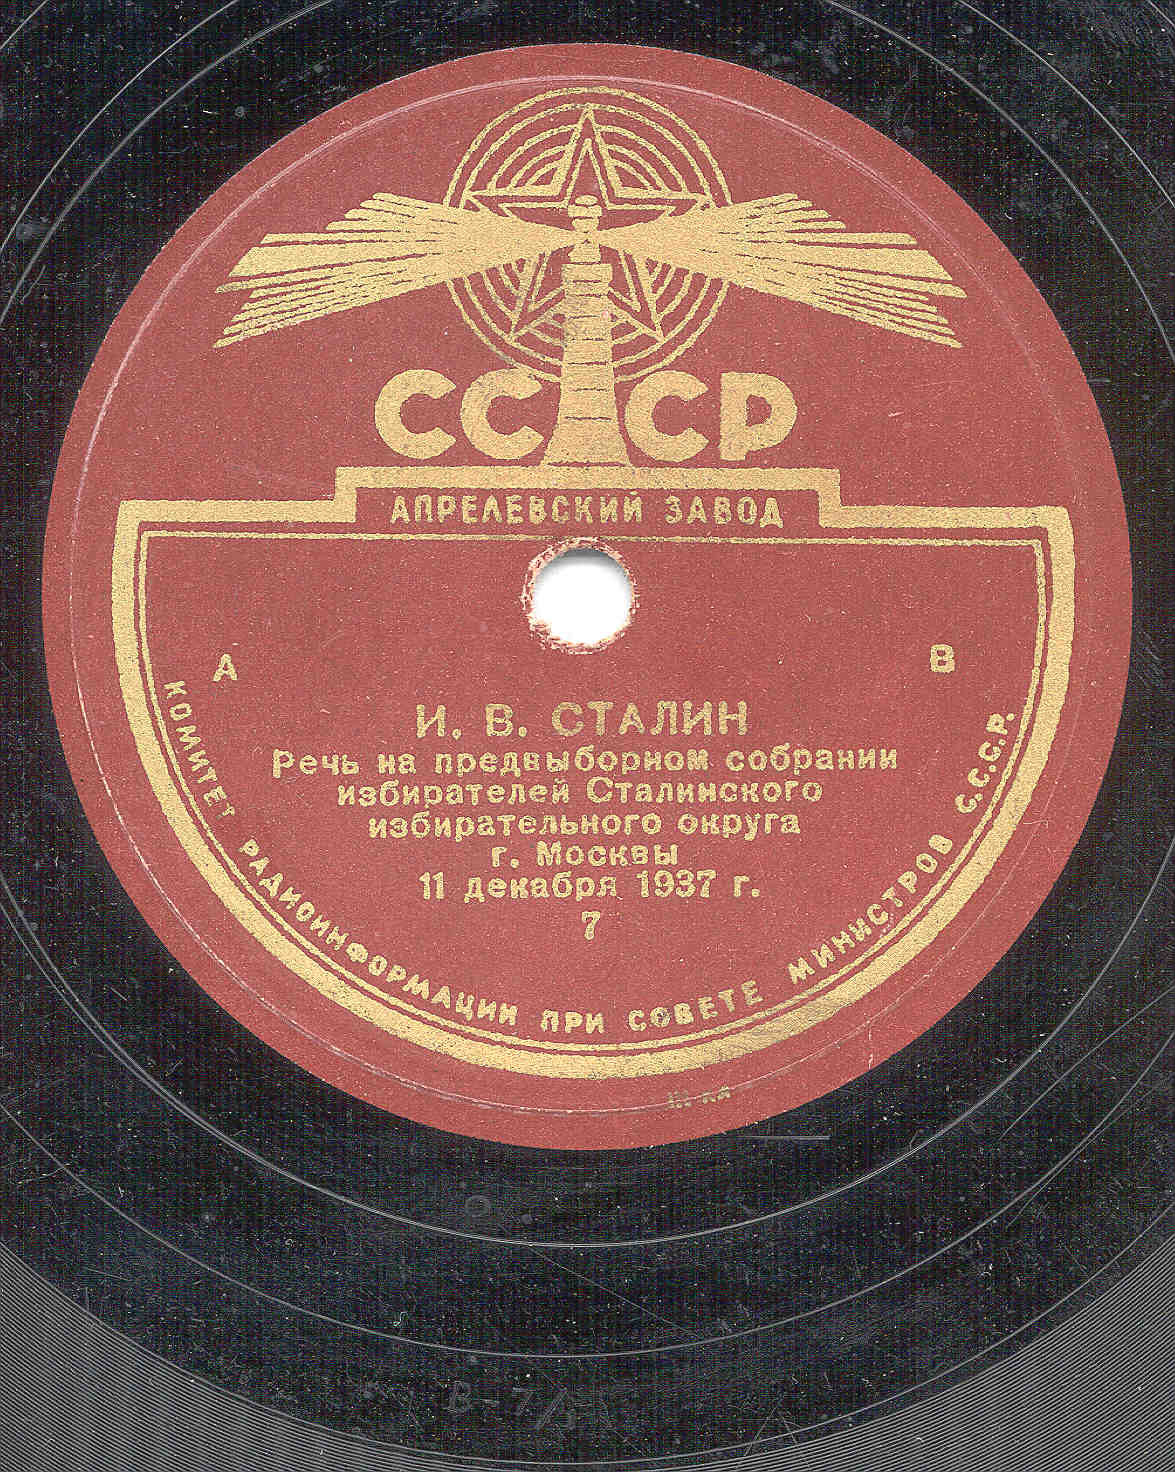 СССР
АПРЕЛЕВСКИЙ ЗАВОД
А
В
И. В. СТАЛИН
Речь на предвыборном собрании
избирателей Сталинского
избирательного округа
г. Москвы
11 декабря 1937 г.
7
КОМИТЕТ РАДИОИНФОРМАЦИИ ПРИ СОВЕТЕ МИНИСТРОВ С.С.С.Р.